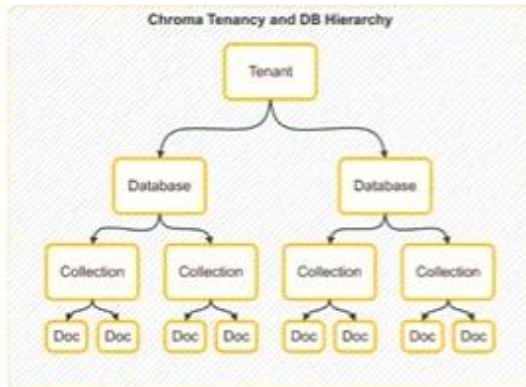 Chroma Tenancy and DB Hierarchy
Tenant
Database Database
Collection Collection Collection Collection
Doc Doc Doc Doc Doc Doc Doc Doc